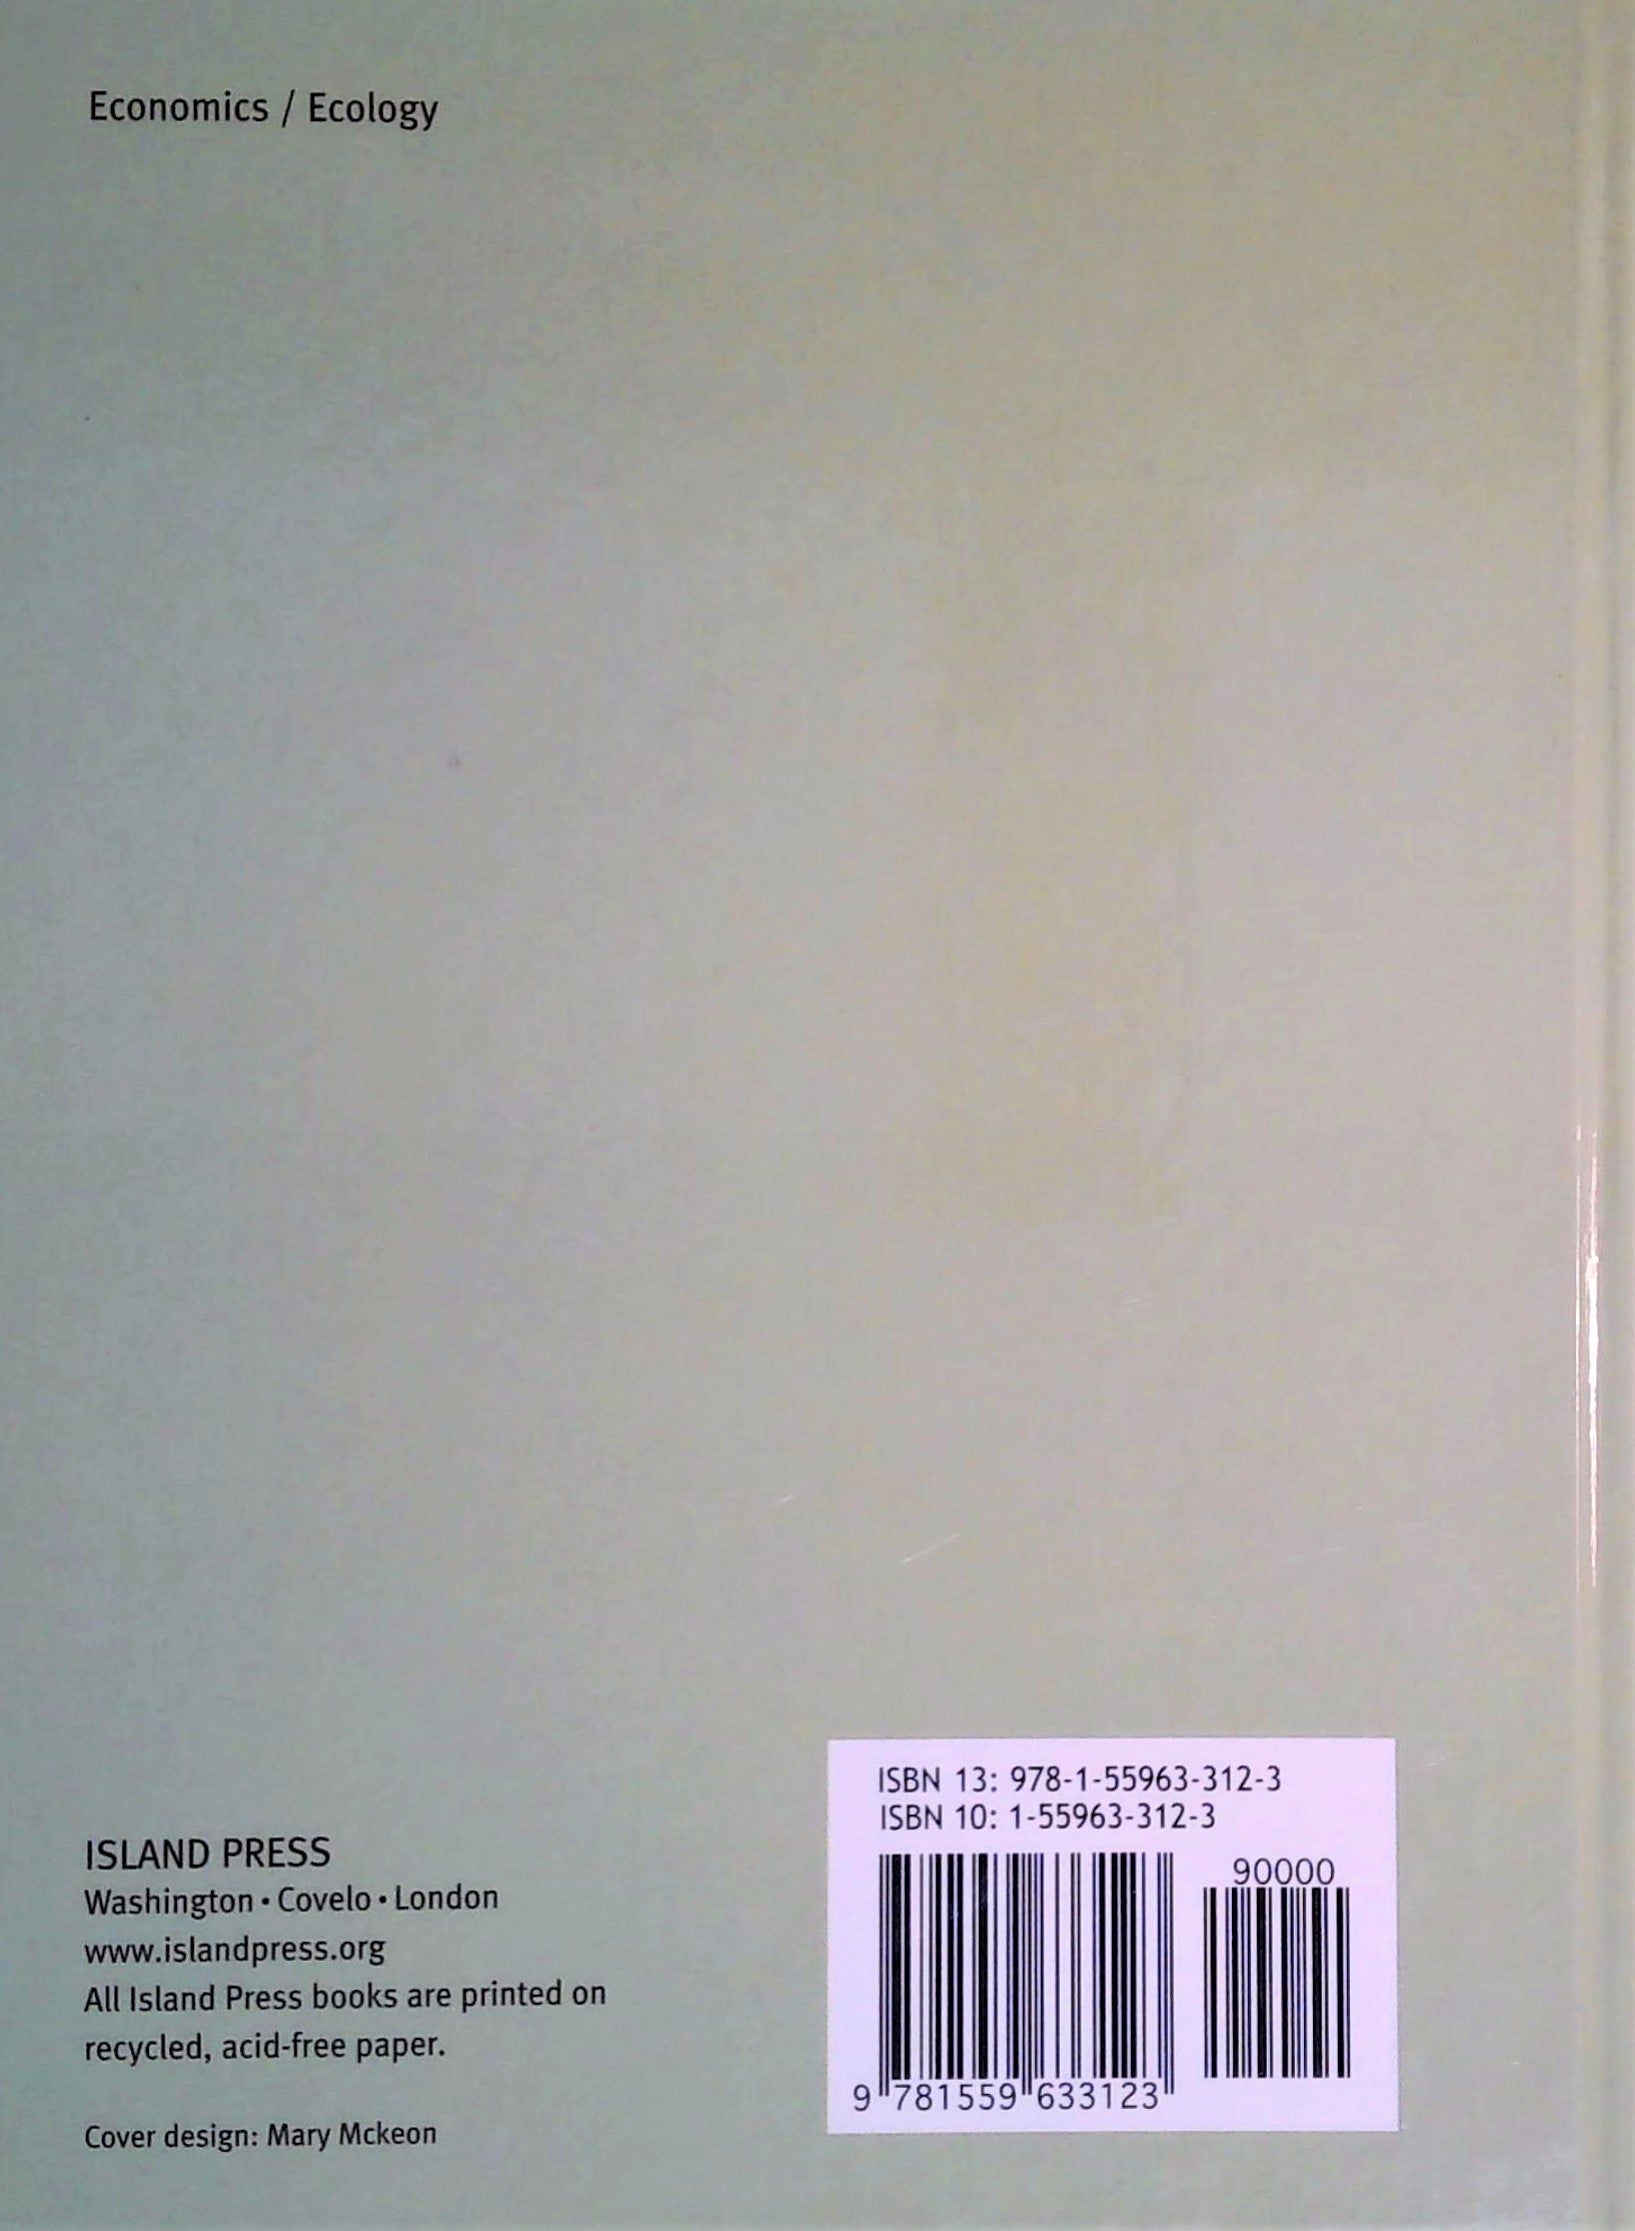 Economics / Ecology
ISLAND PRESS
Washington • Covelo • London
www.islandpress.org
All Island Press books are printed on
recycled, acid-free paper.
Cover design: Mary Mckeon
ISBN 13: 978-1-55963-312-3
ISBN 10: 1-55963-312-3
90000
9 781559 633123